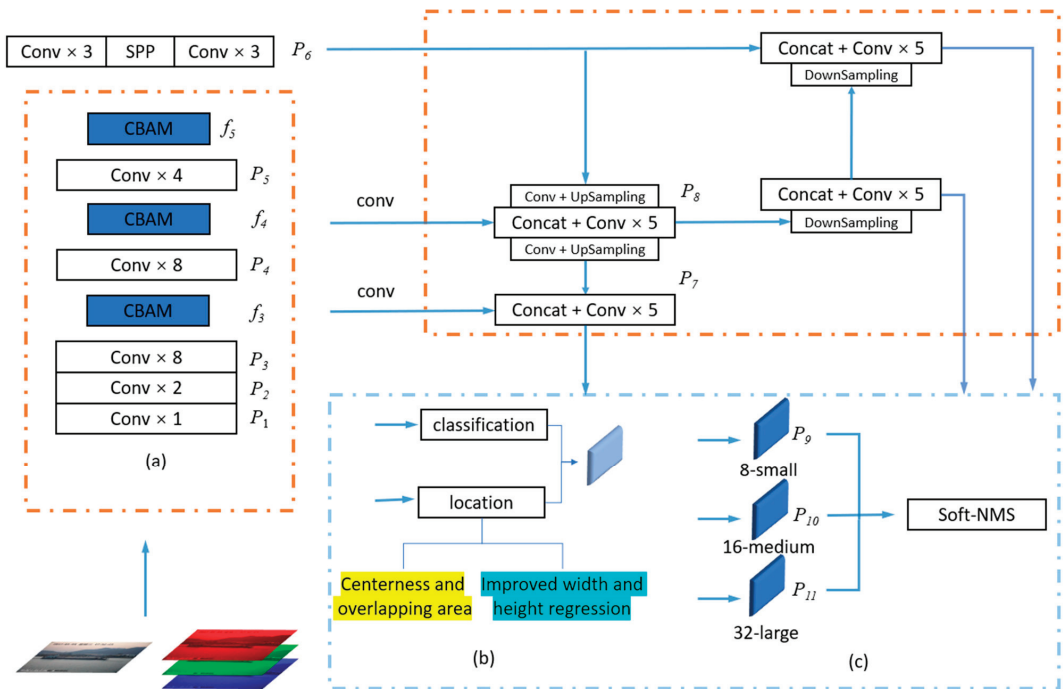 Conv × 3 SPP Conv × 3 P6
Concat + Conv × 5
DownSampling
CBAM f5
Conv × 4 P5
CBAM f4
Conv × 8 P4
CBAM f3
Conv × 8 P3
Conv × 2 P2
Conv × 1 P1
(a)
conv
conv
Conv + UpSampling
P8
Concat + Conv × 5
Conv + UpSampling
P7
Concat + Conv × 5
Concat + Conv × 5
DownSampling
classification
location
Centerness and
overlapping area
Improved width and
height regression
(b)
P9
8-small
P10
16-medium
P11
32-large
Soft-NMS
(c)